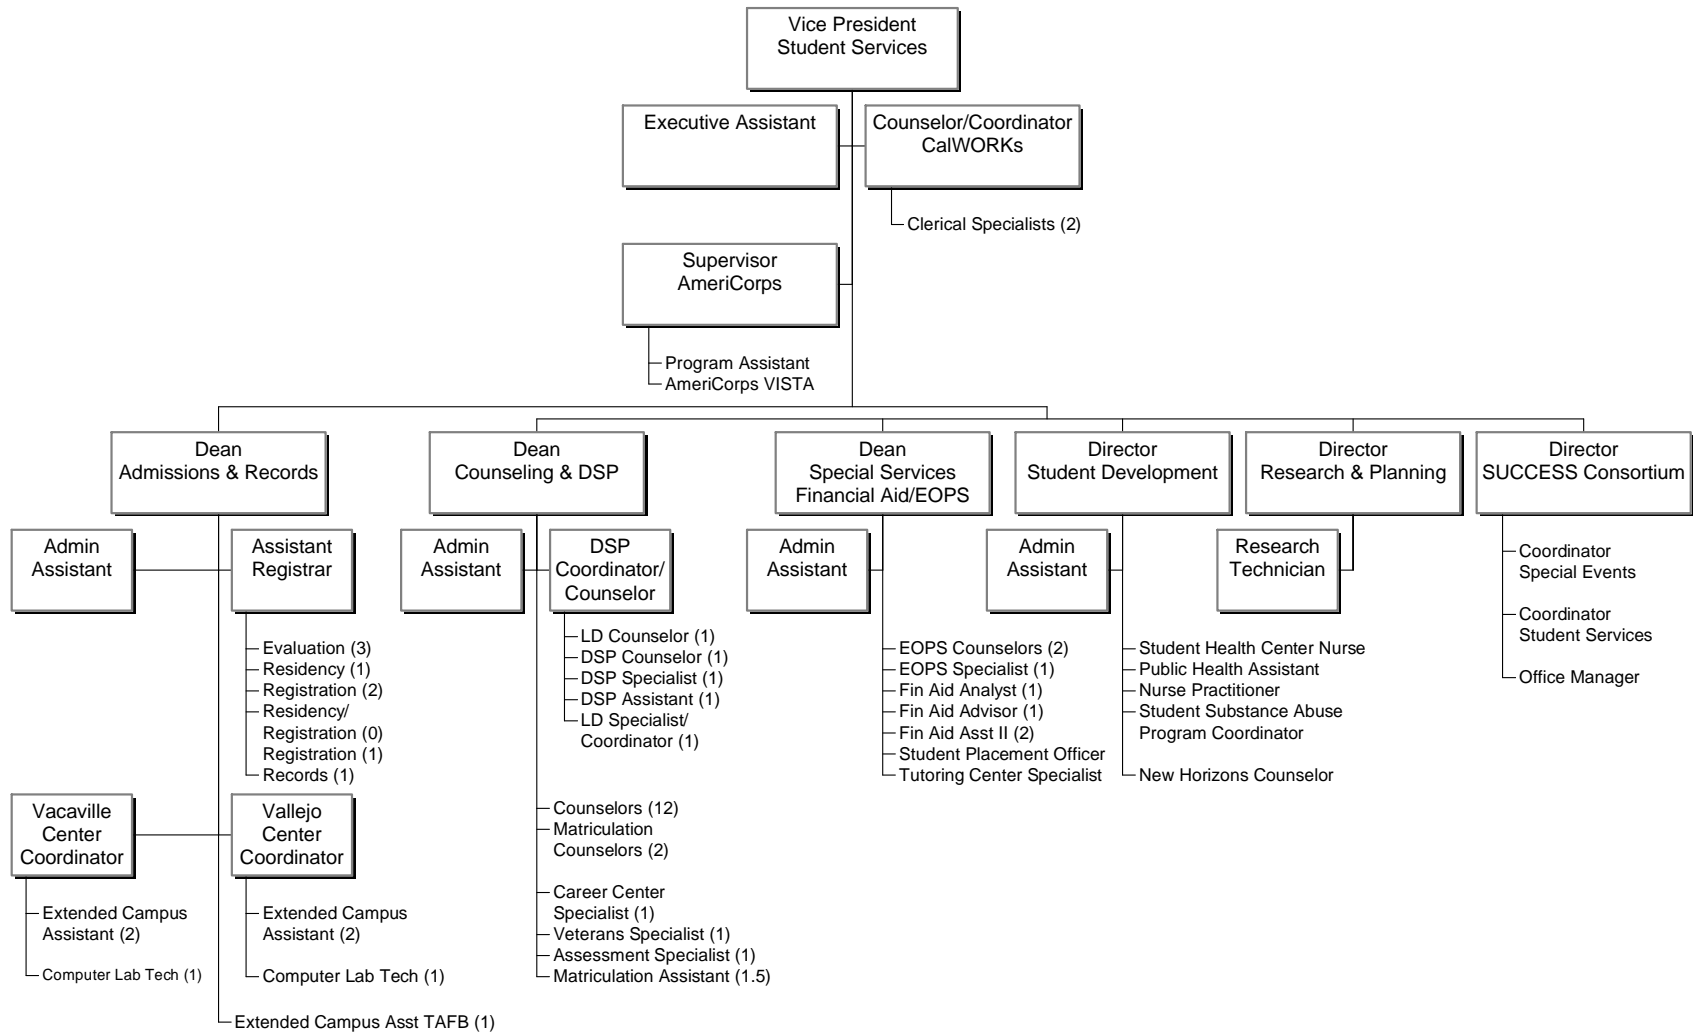 Vice President
Student Services
Executive Assistant
Counselor/Coordinator
CalWORKs
Clerical Specialists (2)
Supervisor
AmeriCorps
Program Assistant
AmeriCorps VISTA
Dean
Admissions & Records
Admin
Assistant
Assistant
Registrar
Evaluation (3)
Residency (1)
Registration (2)
Residency/
Registration (0)
Registration (1)
Records (1)
Vacaville
Center
Coordinator
Extended Campus
Assistant (2)
Computer Lab Tech (1)
Vallejo
Center
Coordinator
Extended Campus
Assistant (2)
Computer Lab Tech (1)
Extended Campus Asst TAFB (1)
Dean
Counseling & DSP
Admin
Assistant
DSP
Coordinator/
Counselor
LD Counselor (1)
DSP Counselor (1)
DSP Specialist (1)
DSP Assistant (1)
LD Specialist/
Coordinator (1)
Counselors (12)
Matriculation
Counselors (2)
Career Center
Specialist (1)
Veterans Specialist (1)
Assessment Specialist (1)
Matriculation Assistant (1.5)
Dean
Special Services
Financial Aid/EOPS
Admin
Assistant
EOPS Counselors (2)
EOPS Specialist (1)
Fin Aid Analyst (1)
Fin Aid Advisor (1)
Fin Aid Asst II (2)
Student Placement Officer
Tutoring Center Specialist
Director
Student Development
Admin
Assistant
Student Health Center Nurse
Public Health Assistant
Nurse Practitioner
Student Substance Abuse
Program Coordinator
New Horizons Counselor
Director
Research & Planning
Research
Technician
Director
SUCCESS Consortium
Coordinator
Special Events
Coordinator
Student Services
Office Manager